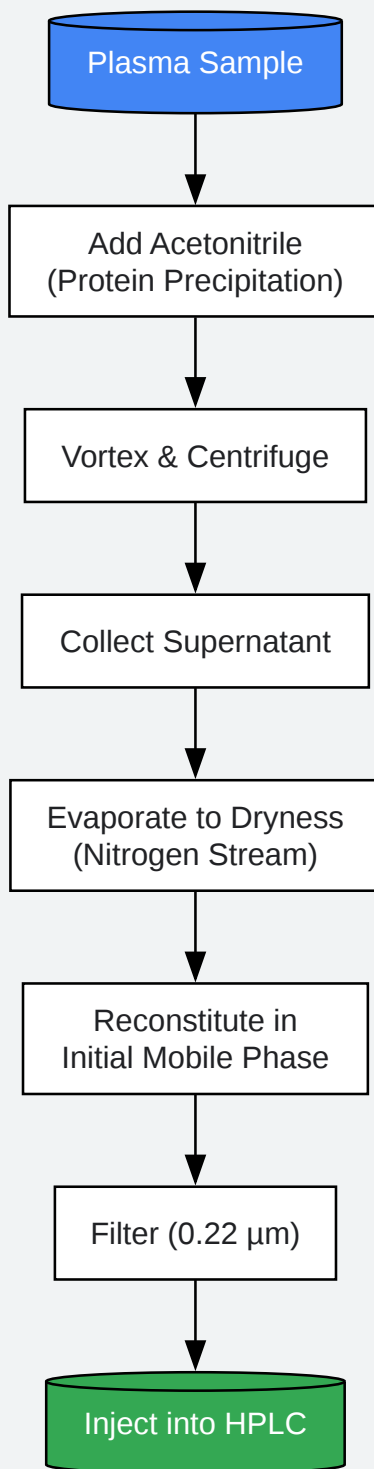 Plasma Sample
Add Acetonitrile
(Protein Precipitation)
Vortex & Centrifuge
Collect Supernatant
Evaporate to Dryness
(Nitrogen Stream)
Reconstitute in
Initial Mobile Phase
Filter (0.22 µm)
Inject into HPLC